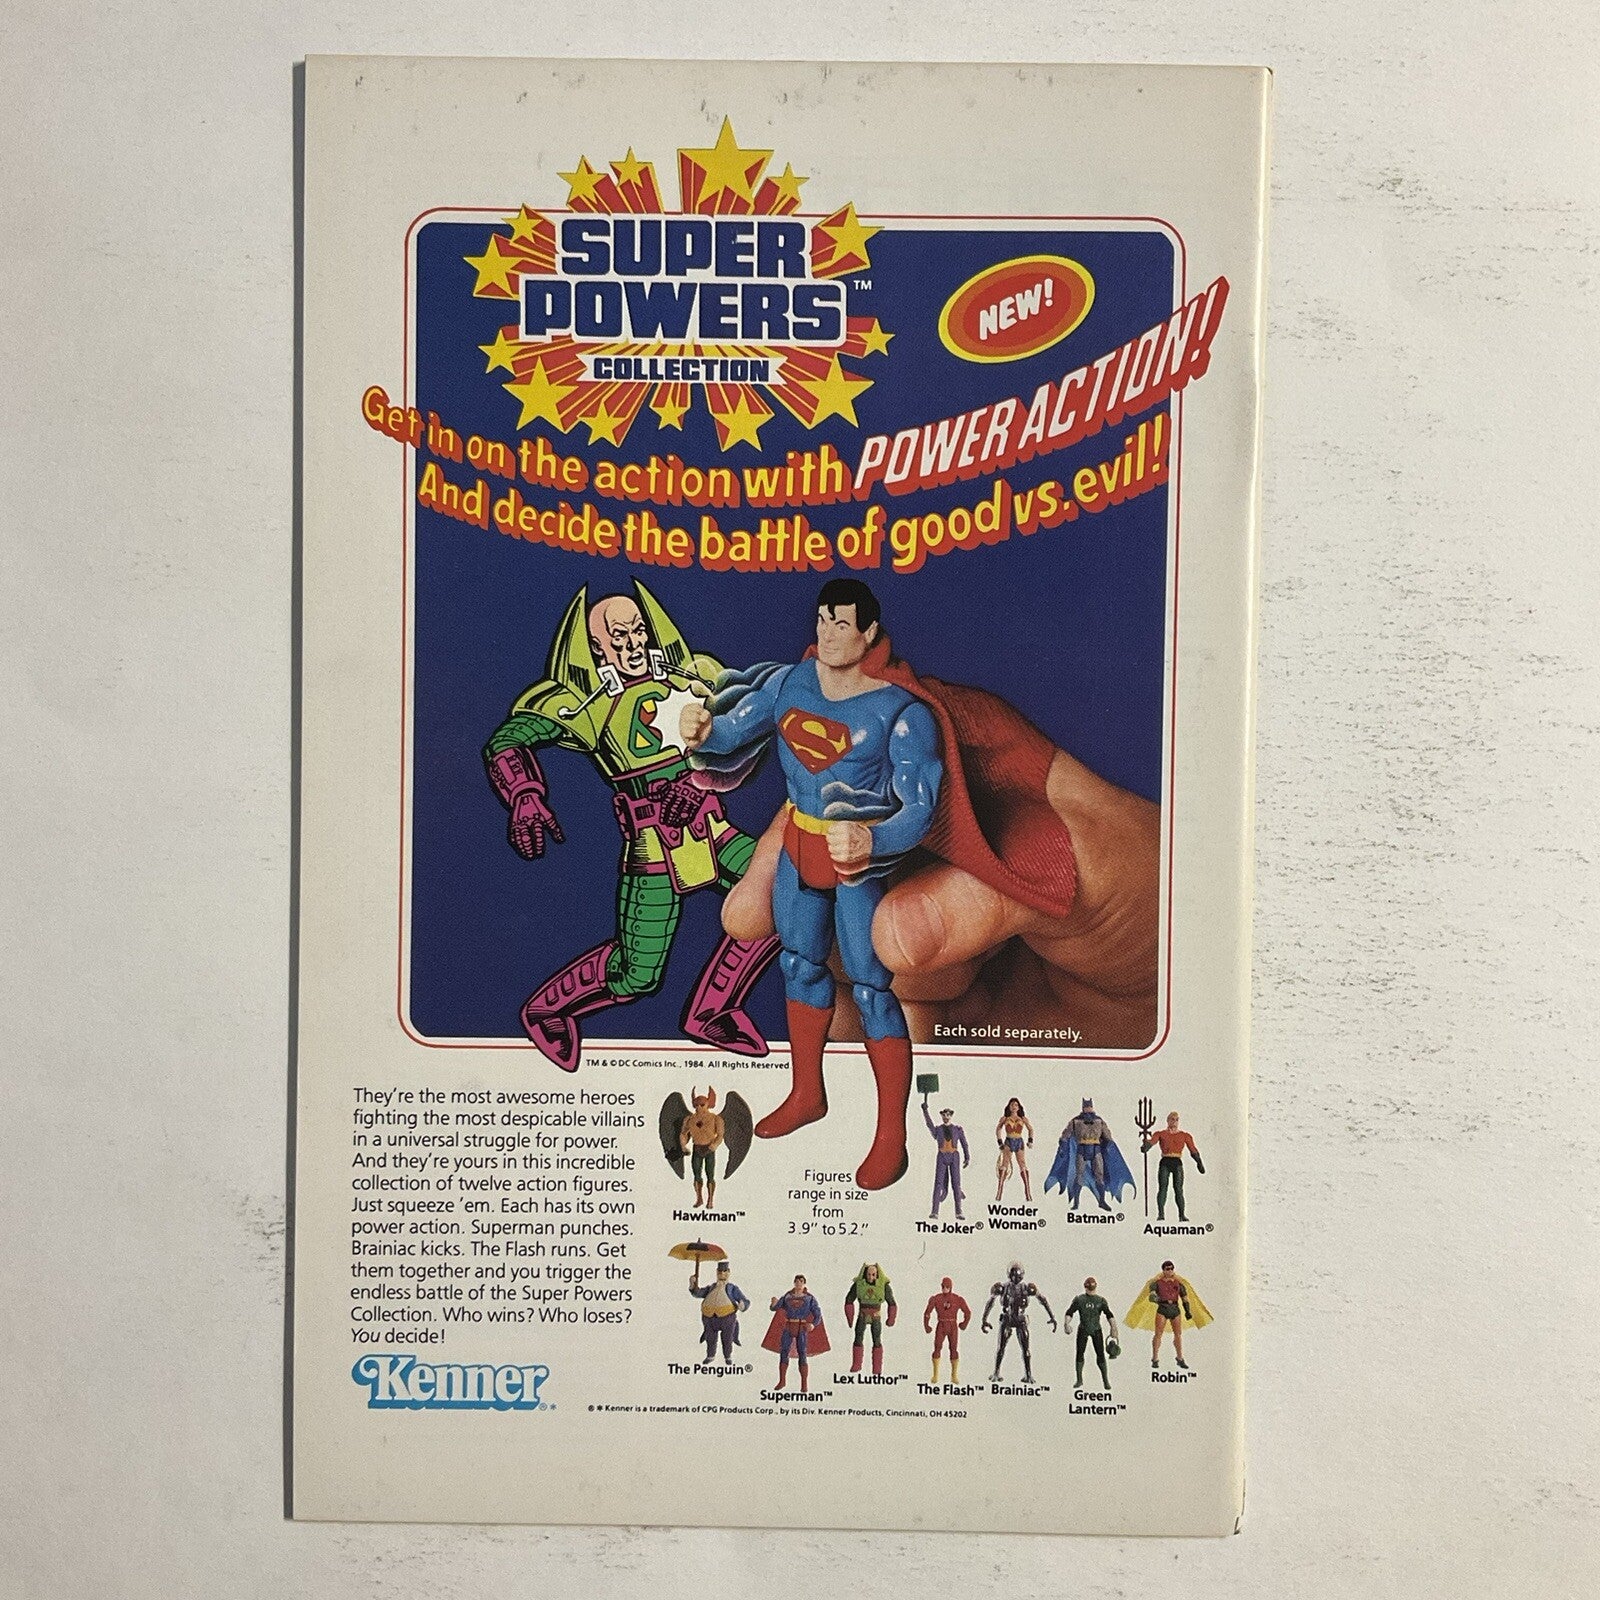 SUPER
POWERS™
COLLECTION
NEW!
Get in on the action with POWER ACTION!
And decide the battle of good vs. evil!
Each sold separately.
TM & © DC Comics Inc., 1984. All Rights Reserved
They're the most awesome heroes
fighting the most despicable villains
in a universal struggle for power.
And they're yours in this incredible
collection of twelve action figures.
Just squeeze 'em. Each has its own
power action. Superman punches.
Brainiac kicks. The Flash runs. Get
them together and you trigger the
endless battle of the Super Powers
Collection. Who wins? Who loses?
You decide!
Kenner®*
Hawkman™
Figures
range in size
from
3.9" to 5.2."
The Joker®
Wonder
Woman®
Batman®
Aquaman®
The Penguin®
Superman™
Lex Luthor™
The Flash™
Brainiac™
Green
Lantern™
Robin™
® * Kenner is a trademark of CPG Products Corp., by its Div. Kenner Products, Cincinnati, OH 45202